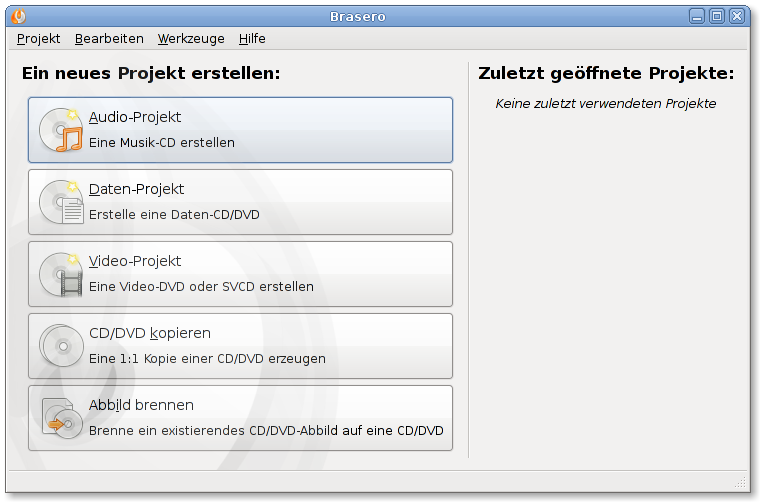 Brasero
Projekt Bearbeiten Werkzeuge Hilfe
Ein neues Projekt erstellen:
Audio-Projekt
Eine Musik-CD erstellen
Daten-Projekt
Erstelle eine Daten-CD/DVD
Video-Projekt
Eine Video-DVD oder SVCD erstellen
CD/DVD kopieren
Eine 1:1 Kopie einer CD/DVD erzeugen
Abbild brennen
Brenne ein existierendes CD/DVD-Abbild auf eine CD/DVD
Zuletzt geöffnete Projekte:
Keine zuletzt verwendeten Projekte